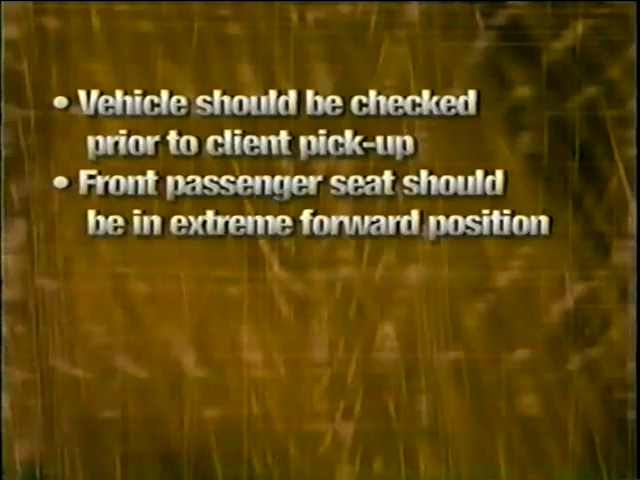 • Vehicle should be checked
prior to client pick-up
• Front passenger seat should
be in extreme forward position